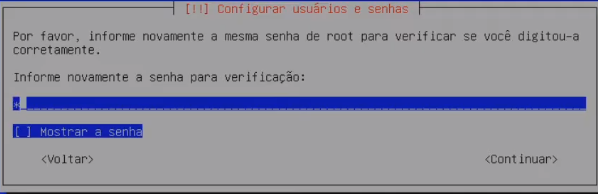 [!!] Configurar usuários e senhas
Por favor, informe novamente a mesma senha de root para verificar se você digitou-a
corretamente.
Informe novamente a senha para verificação:
*
[ ] Mostrar a senha
<Voltar> <Continuar>